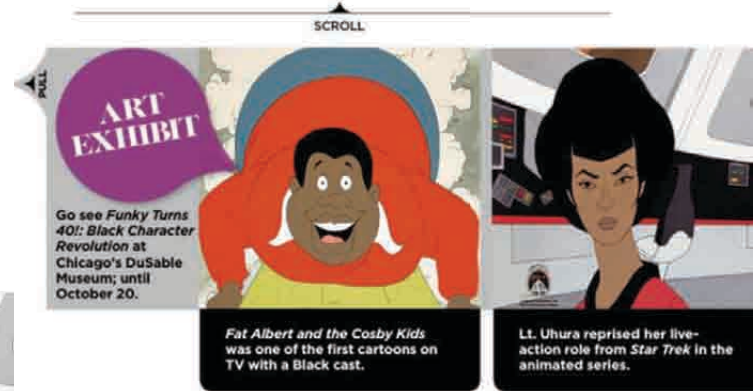 SCROLL
PULL
ART
EXHIBIT
Go see Funky Turns
40!: Black Character
Revolution at
Chicago's DuSable
Museum; until
October 20.
Fat Albert and the Cosby Kids
was one of the first cartoons on
TV with a Black cast.
Lt. Uhura reprised her live-
action role from Star Trek in the
animated series.